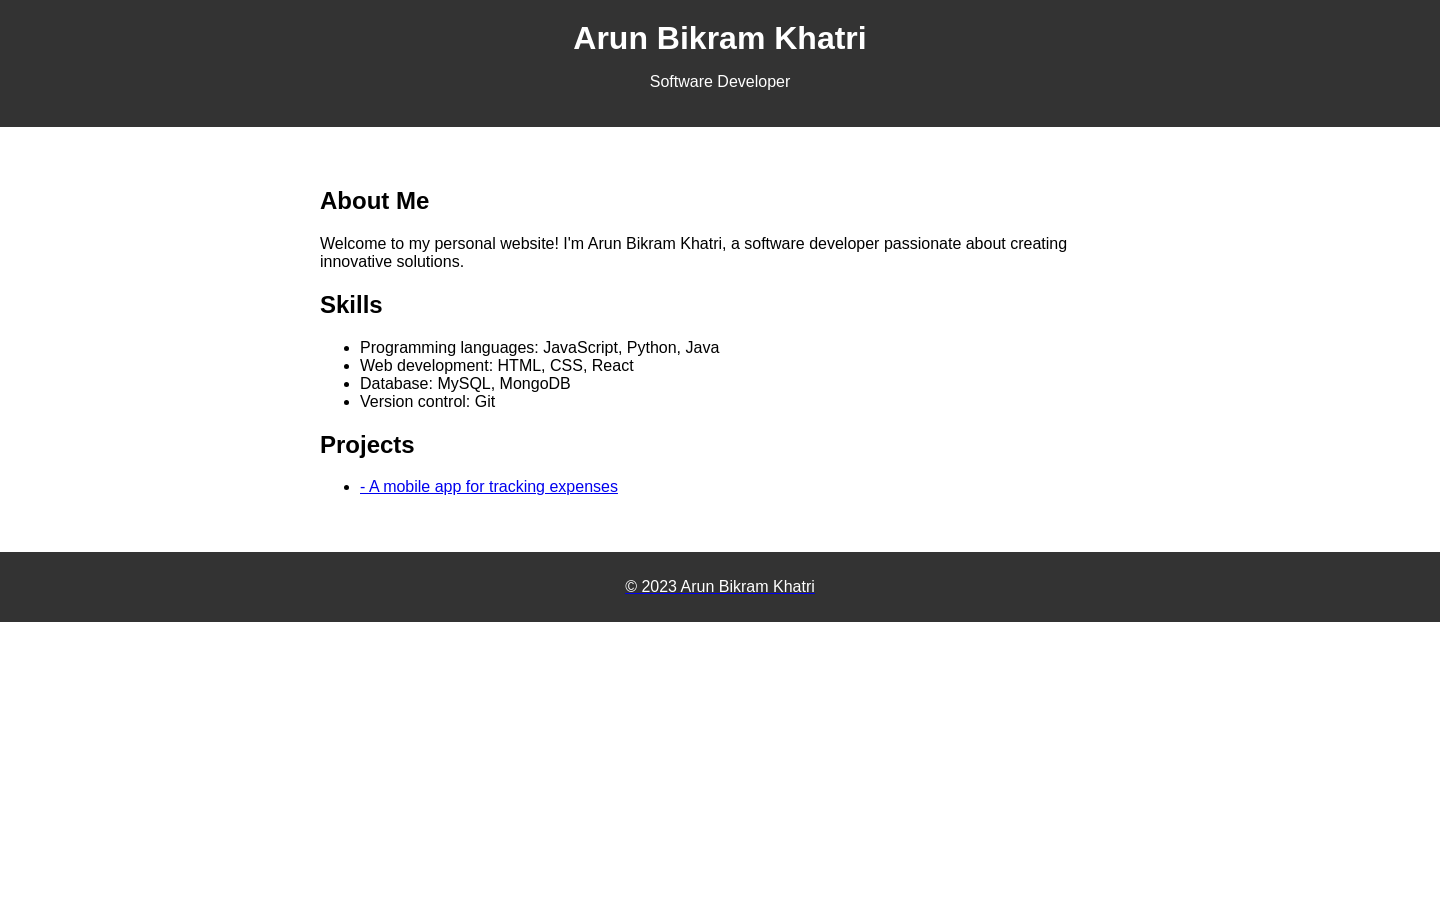 Arun Bikram Khatri
Software Developer
About Me
Welcome to my personal website! I'm Arun Bikram Khatri, a software developer passionate about creating
innovative solutions.
Skills
Programming languages: JavaScript, Python, Java
Web development: HTML, CSS, React
Database: MySQL, MongoDB
Version control: Git
Projects
- A mobile app for tracking expenses
© 2023 Arun Bikram Khatri